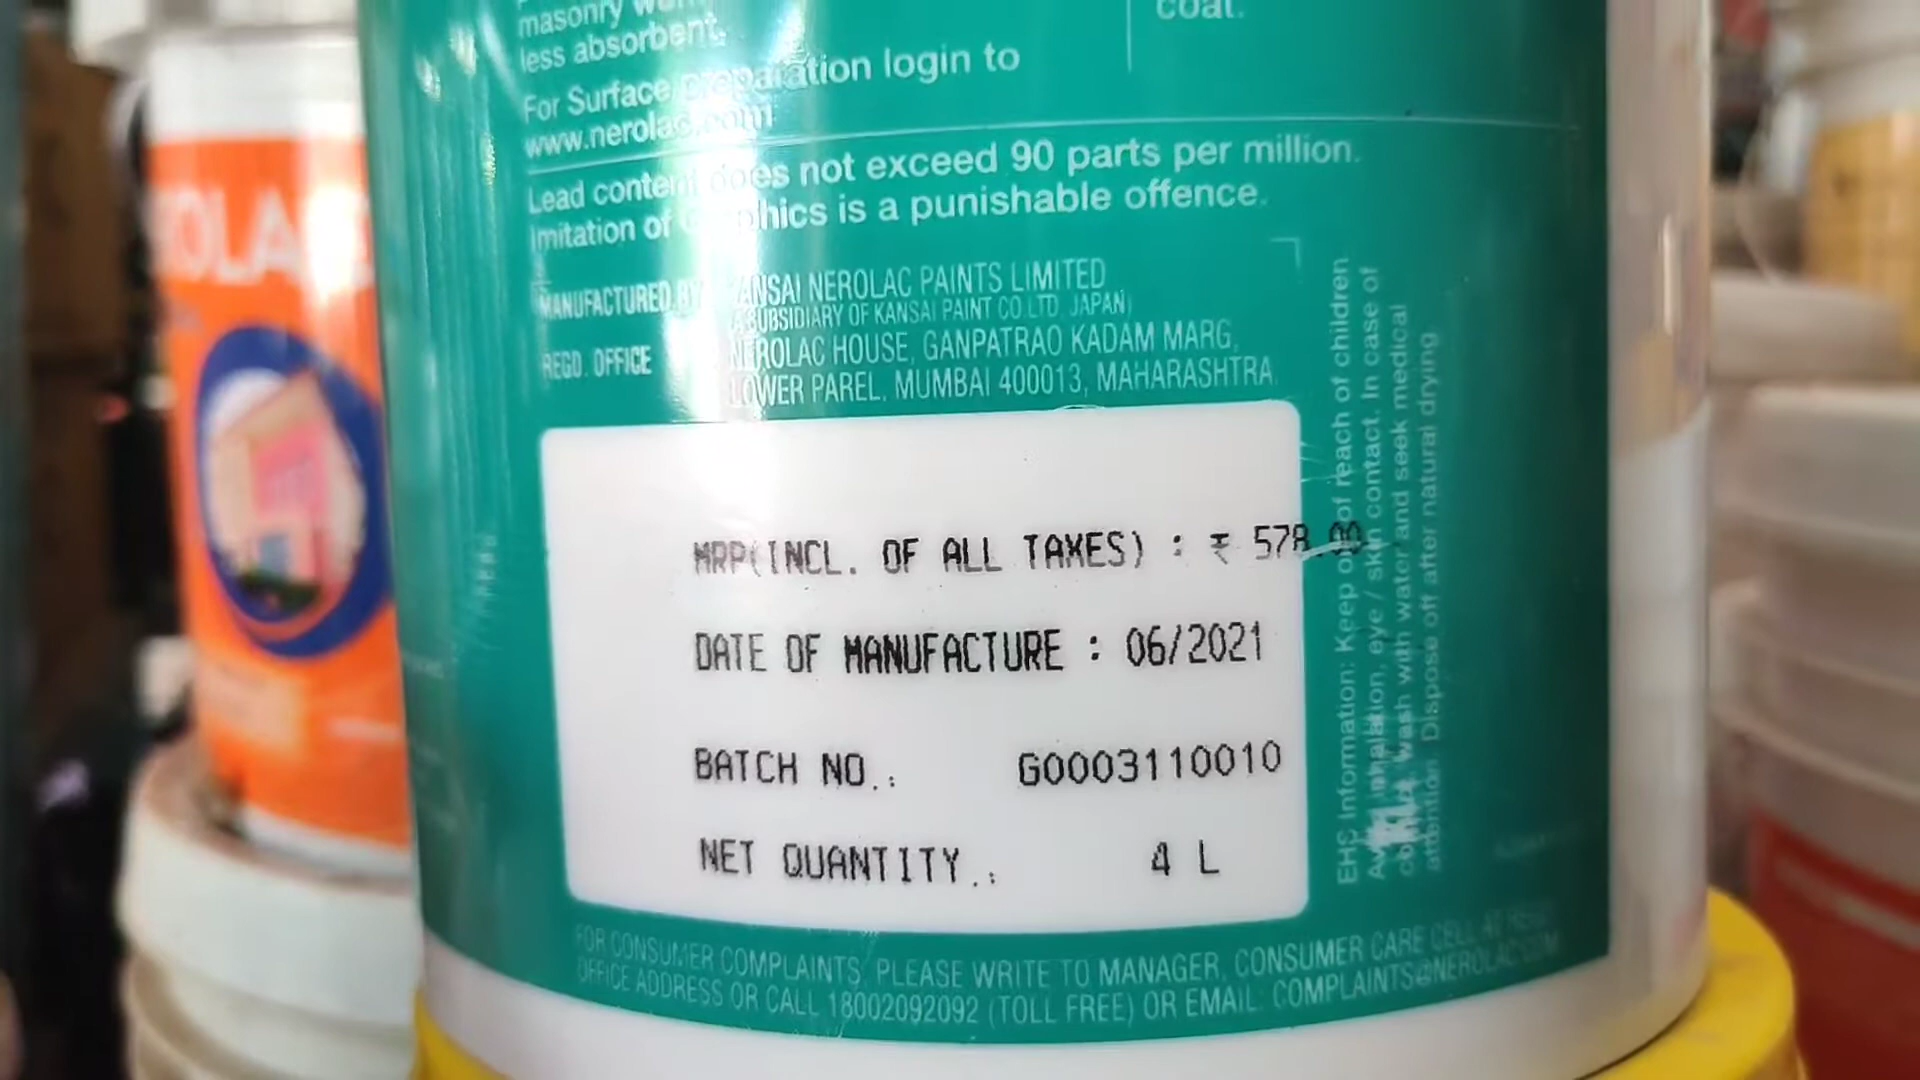 masonry
less absorbent.
coat.
For Surface Preparation login to
www.nerolac.com
Lead content does not exceed 90 parts per million.
Imitation of graphics is a punishable offence.
MANUFACTURED BY KANSAI NEROLAC PAINTS LIMITED
(A SUBSIDIARY OF KANSAI PAINT CO.LTD. JAPAN)
REGD. OFFICE NEROLAC HOUSE, GANPATRAO KADAM MARG,
LOWER PAREL, MUMBAI 400013, MAHARASHTRA.
MRP(INCL. OF ALL TAXES) : ₹ 578.00
DATE OF MANUFACTURE : 06/2021
BATCH NO.: G0003110010
NET QUANTITY.: 4 L
EHS Information: Keep out of reach of children
Avoid inhalation, eye / skin contact. In case of
contact, wash with water and seek medical
attention. Dispose off after natural drying
FOR CONSUMER COMPLAINTS, PLEASE WRITE TO MANAGER, CONSUMER CARE CELL AT REGD.
OFFICE ADDRESS OR CALL 18002092092 (TOLL FREE) OR EMAIL: COMPLAINTS@NEROLAC.COM